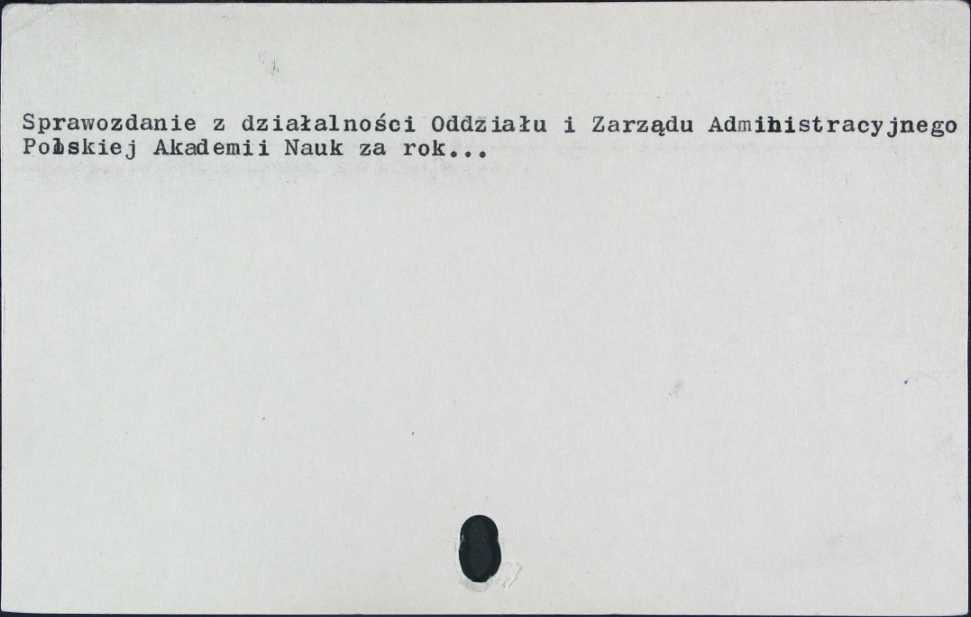 Sprawozdanie z działalności Oddziału i Zarządu Administracyjnego
Polskiej Akademii Nauk za rok...